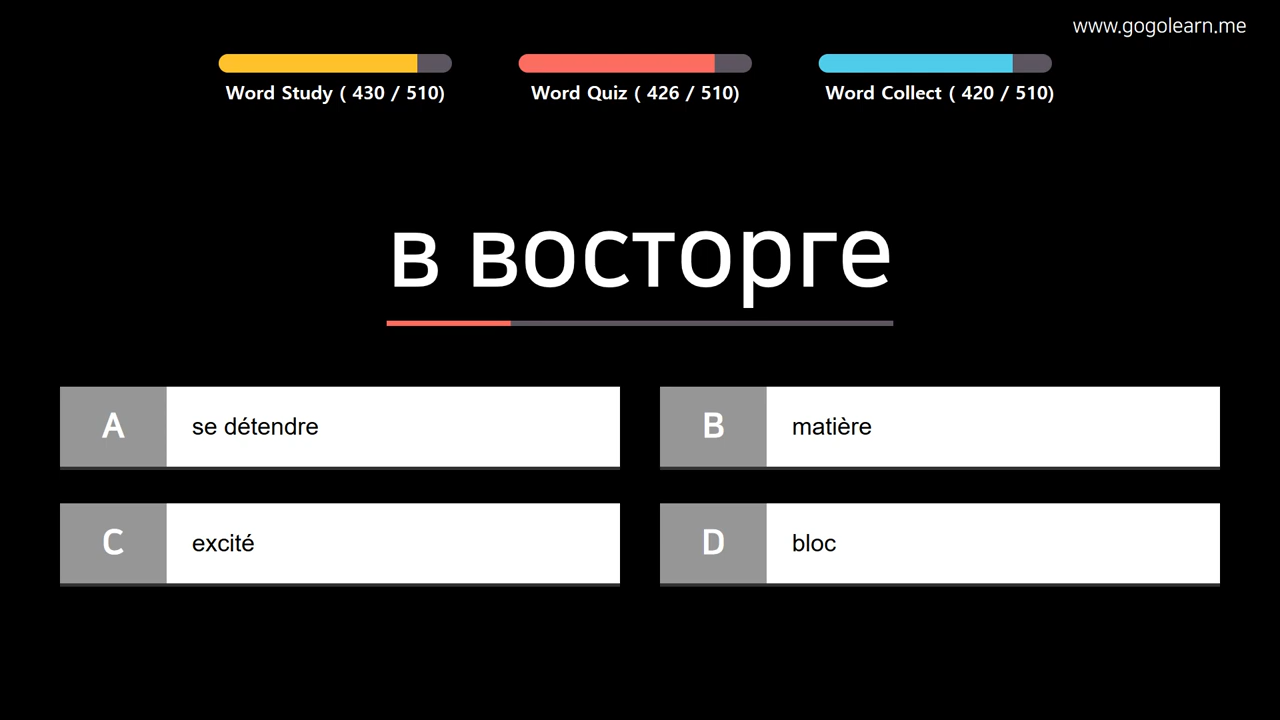 www.gogolearn.me
Word Study ( 430 / 510)
Word Quiz ( 426 / 510)
Word Collect ( 420 / 510)
в восторге
A se détendre
B matière
C excité
D bloc